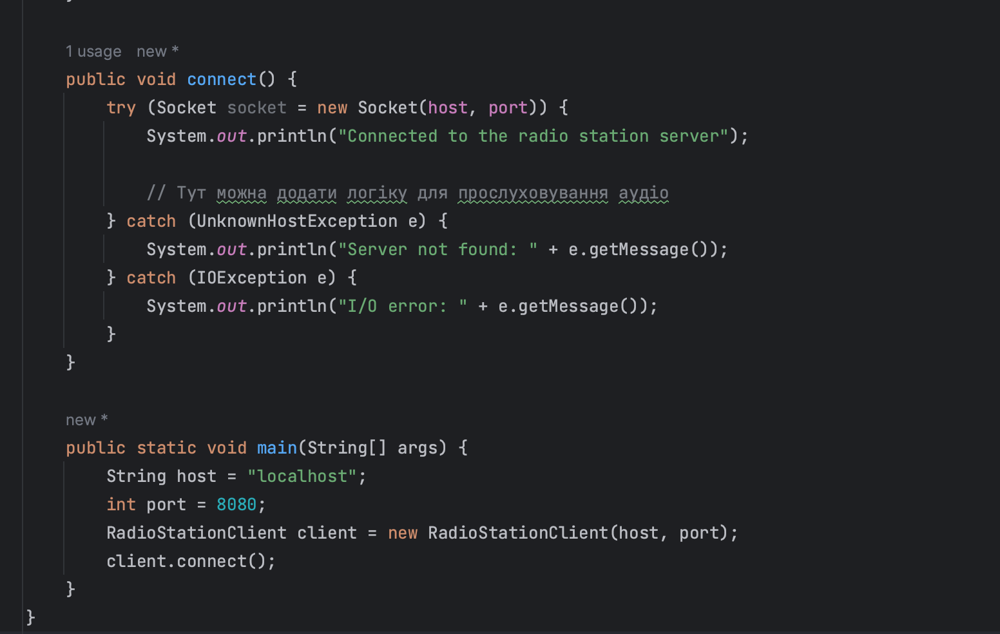 }
1 usage new *
public void connect() {
try (Socket socket = new Socket(host, port)) {
System.out.println("Connected to the radio station server");
// Тут можна додати логіку для прослуховування аудіо
} catch (UnknownHostException e) {
System.out.println("Server not found: " + e.getMessage());
} catch (IOException e) {
System.out.println("I/O error: " + e.getMessage());
}
}
new *
public static void main(String[] args) {
String host = "localhost";
int port = 8080;
RadioStationClient client = new RadioStationClient(host, port);
client.connect();
}
}